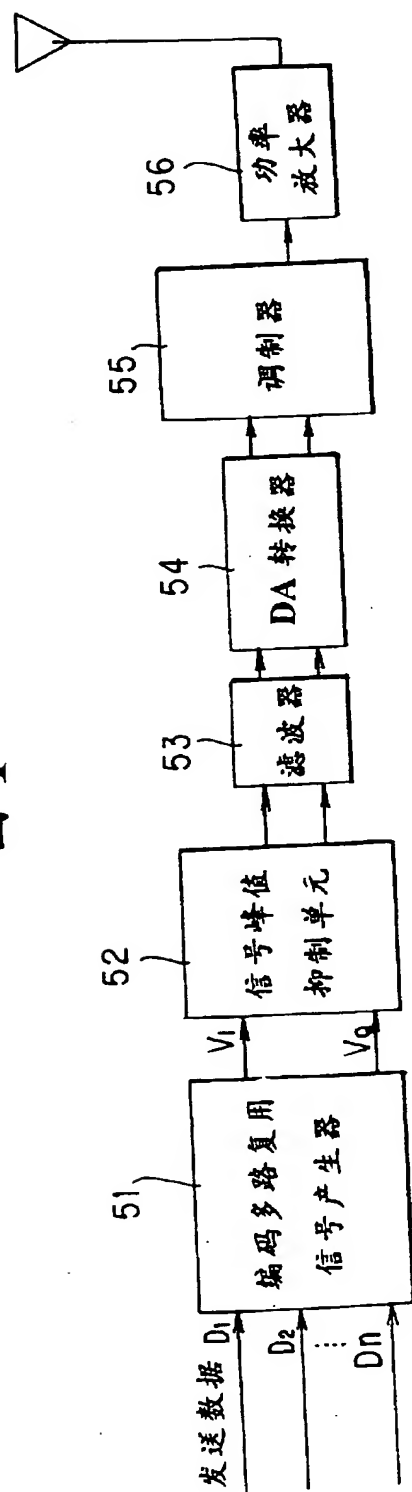 发送数据
D1
D2
Dn
51
编码多路复用
信号产生器
VI
VQ
52
信号峰值
抑制单元
53
滤波器
54
DA 转换器
55
调制器
56
功率
放大器